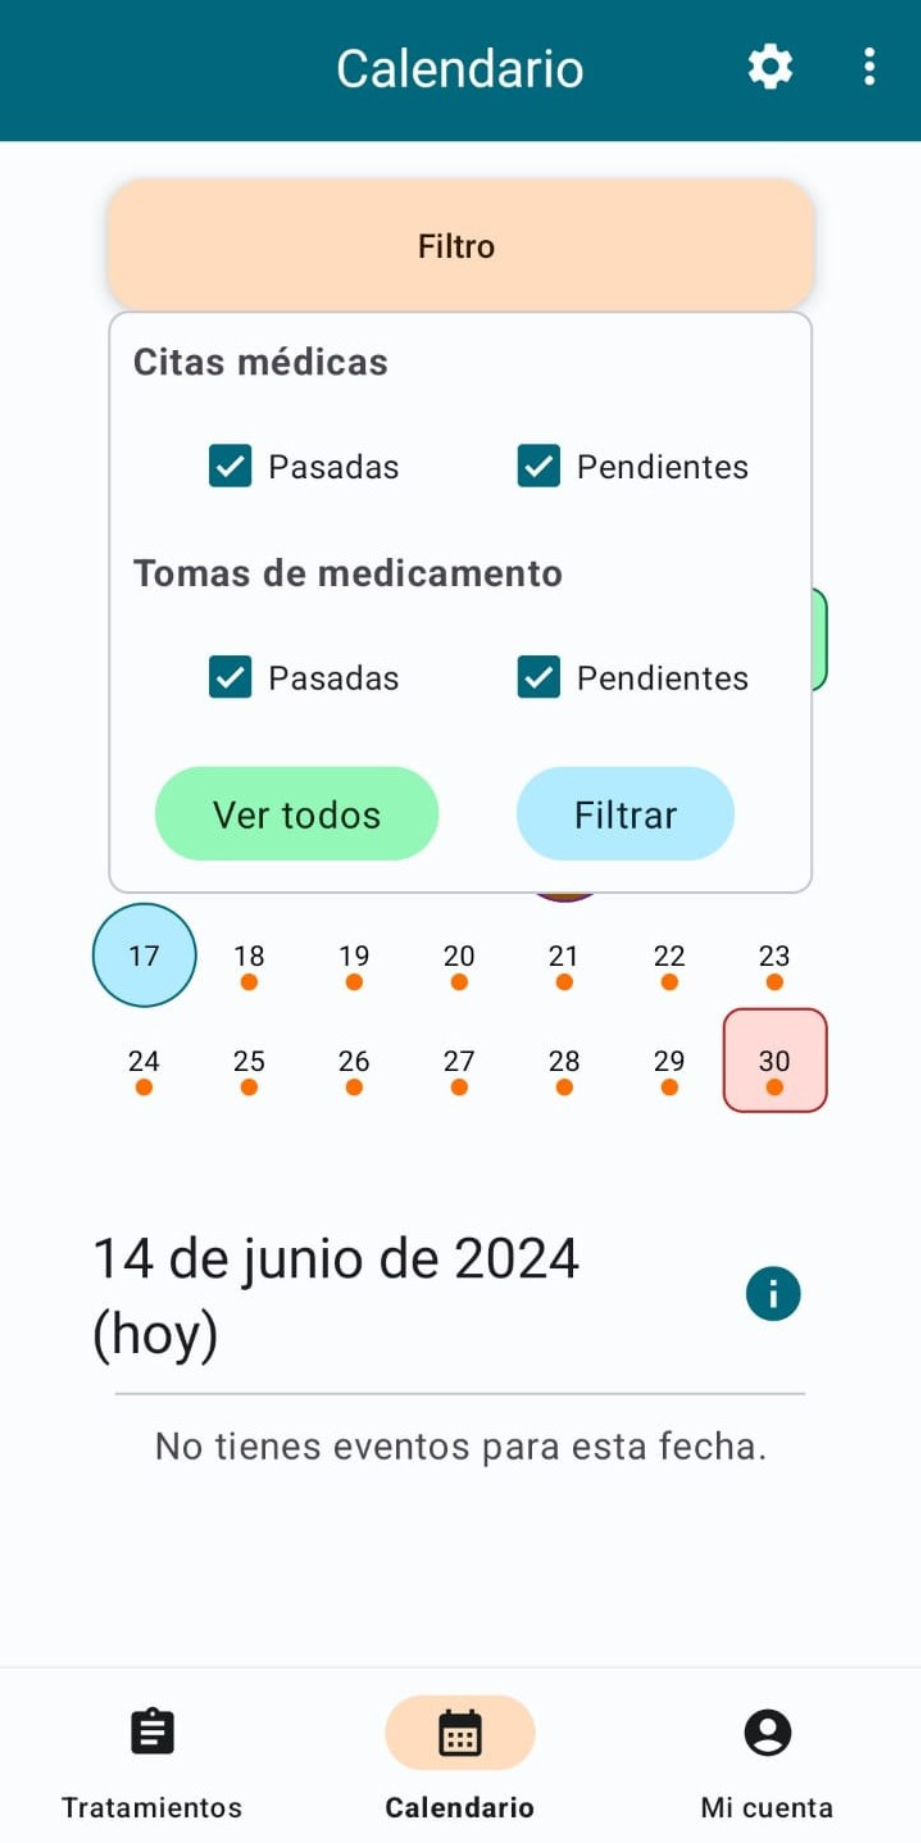 Calendario
Filtro
Citas médicas
Pasadas Pendientes
Tomas de medicamento
Pasadas Pendientes
Ver todos Filtrar
17 18 19 20 21 22 23
24 25 26 27 28 29 30
14 de junio de 2024
(hoy)
No tienes eventos para esta fecha.
Tratamientos Calendario Mi cuenta